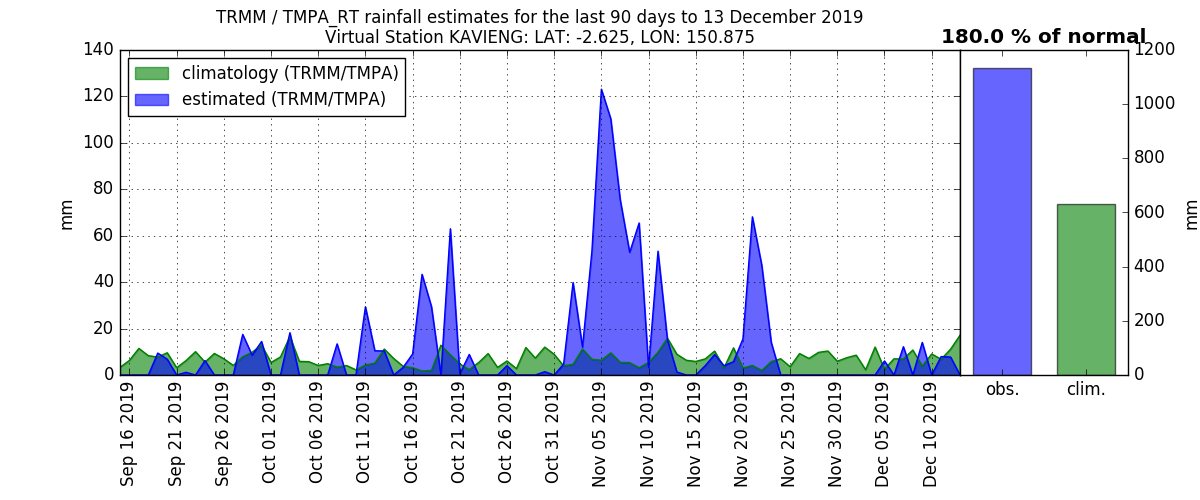 TRMM / TMPA_RT rainfall estimates for the last 90 days to 13 December 2019
Virtual Station KAVIENG: LAT: -2.625, LON: 150.875
180.0 % of normal
climatology (TRMM/TMPA)
estimated (TRMM/TMPA)
mm
140
120
100
80
60
40
20
0
Sep 16 2019
Sep 21 2019
Sep 26 2019
Oct 01 2019
Oct 06 2019
Oct 11 2019
Oct 16 2019
Oct 21 2019
Oct 26 2019
Oct 31 2019
Nov 05 2019
Nov 10 2019
Nov 15 2019
Nov 20 2019
Nov 25 2019
Nov 30 2019
Dec 05 2019
Dec 10 2019
1200
1000
800
600
400
200
0
mm
obs.
clim.